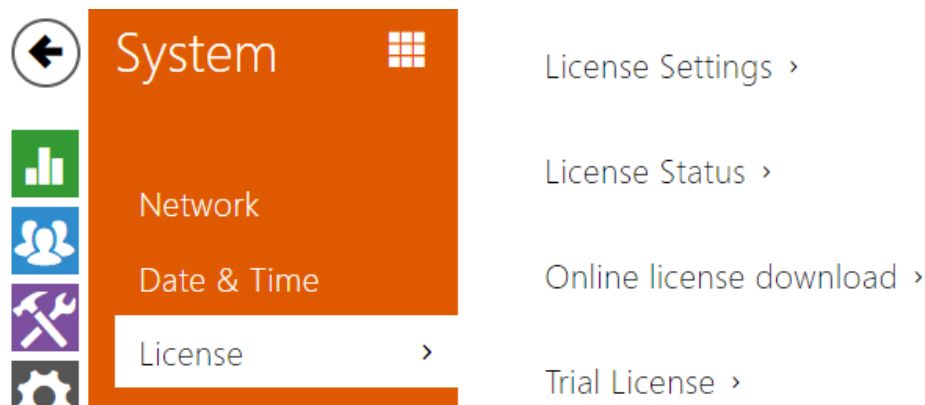 System
Network
Date & Time
License
License Settings
License Status
Online license download
Trial License